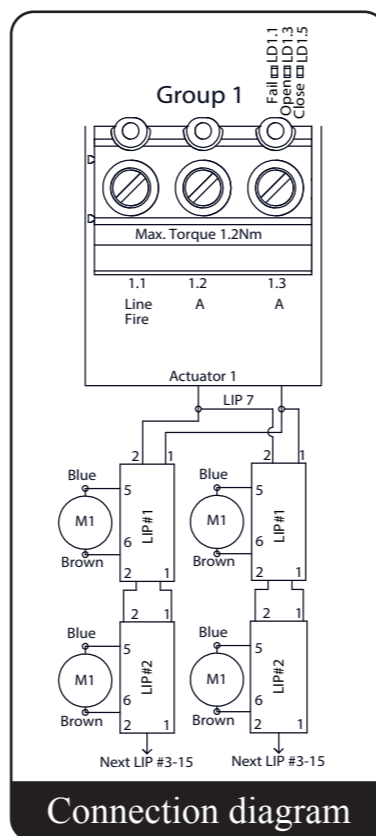 Fail LD1.1
Open LD1.3
Close LD1.5
Group 1
Max. Torque 1.2Nm
1.1 1.2 1.3
Line A A
Fire
Actuator 1
LIP 7
2 1 2 1
Blue Blue
5 5
M1 LIP#1 M1 LIP#1
6 6
Brown Brown
2 1 2 1
2 1 2 1
Blue Blue
5 5
M1 LIP#2 M1 LIP#2
6 6
Brown Brown
2 1 2 1
Next LIP #3-15 Next LIP #3-15
Connection diagram